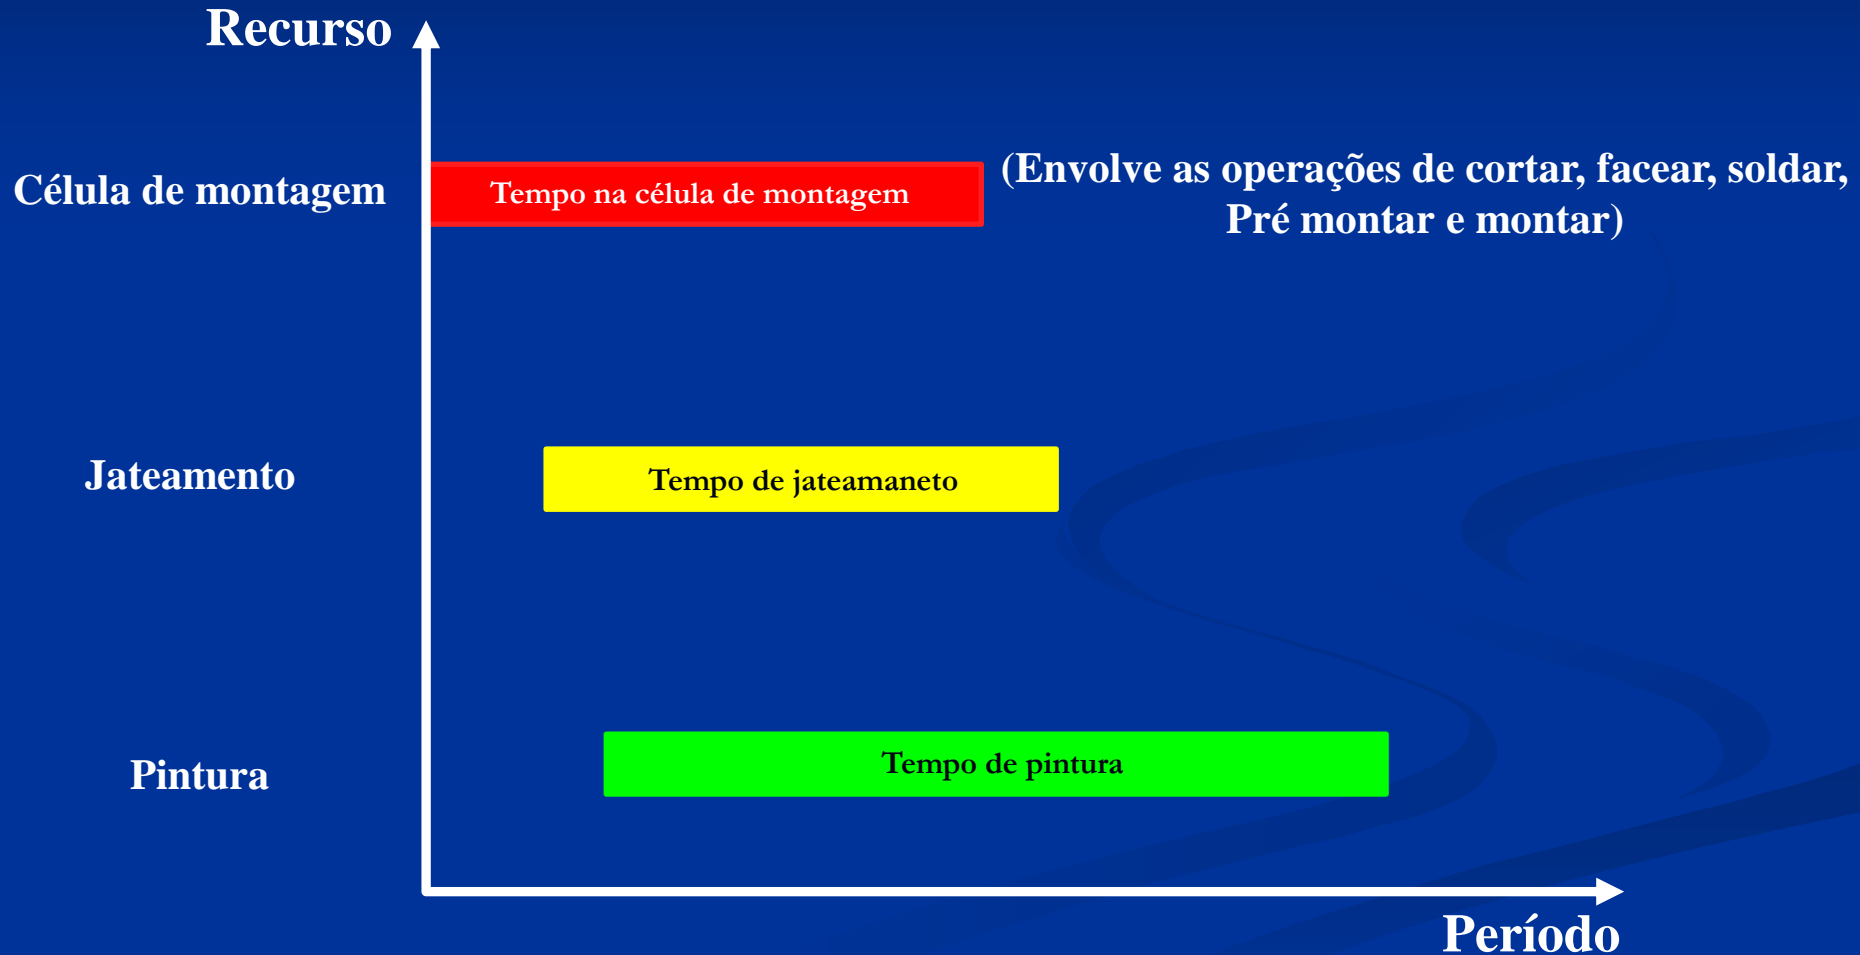 Recurso
Célula de montagem
Tempo na célula de montagem
(Envolve as operações de cortar, facear, soldar,
Pré montar e montar)
Jateamento
Tempo de jateamaneto
Pintura
Tempo de pintura
Período